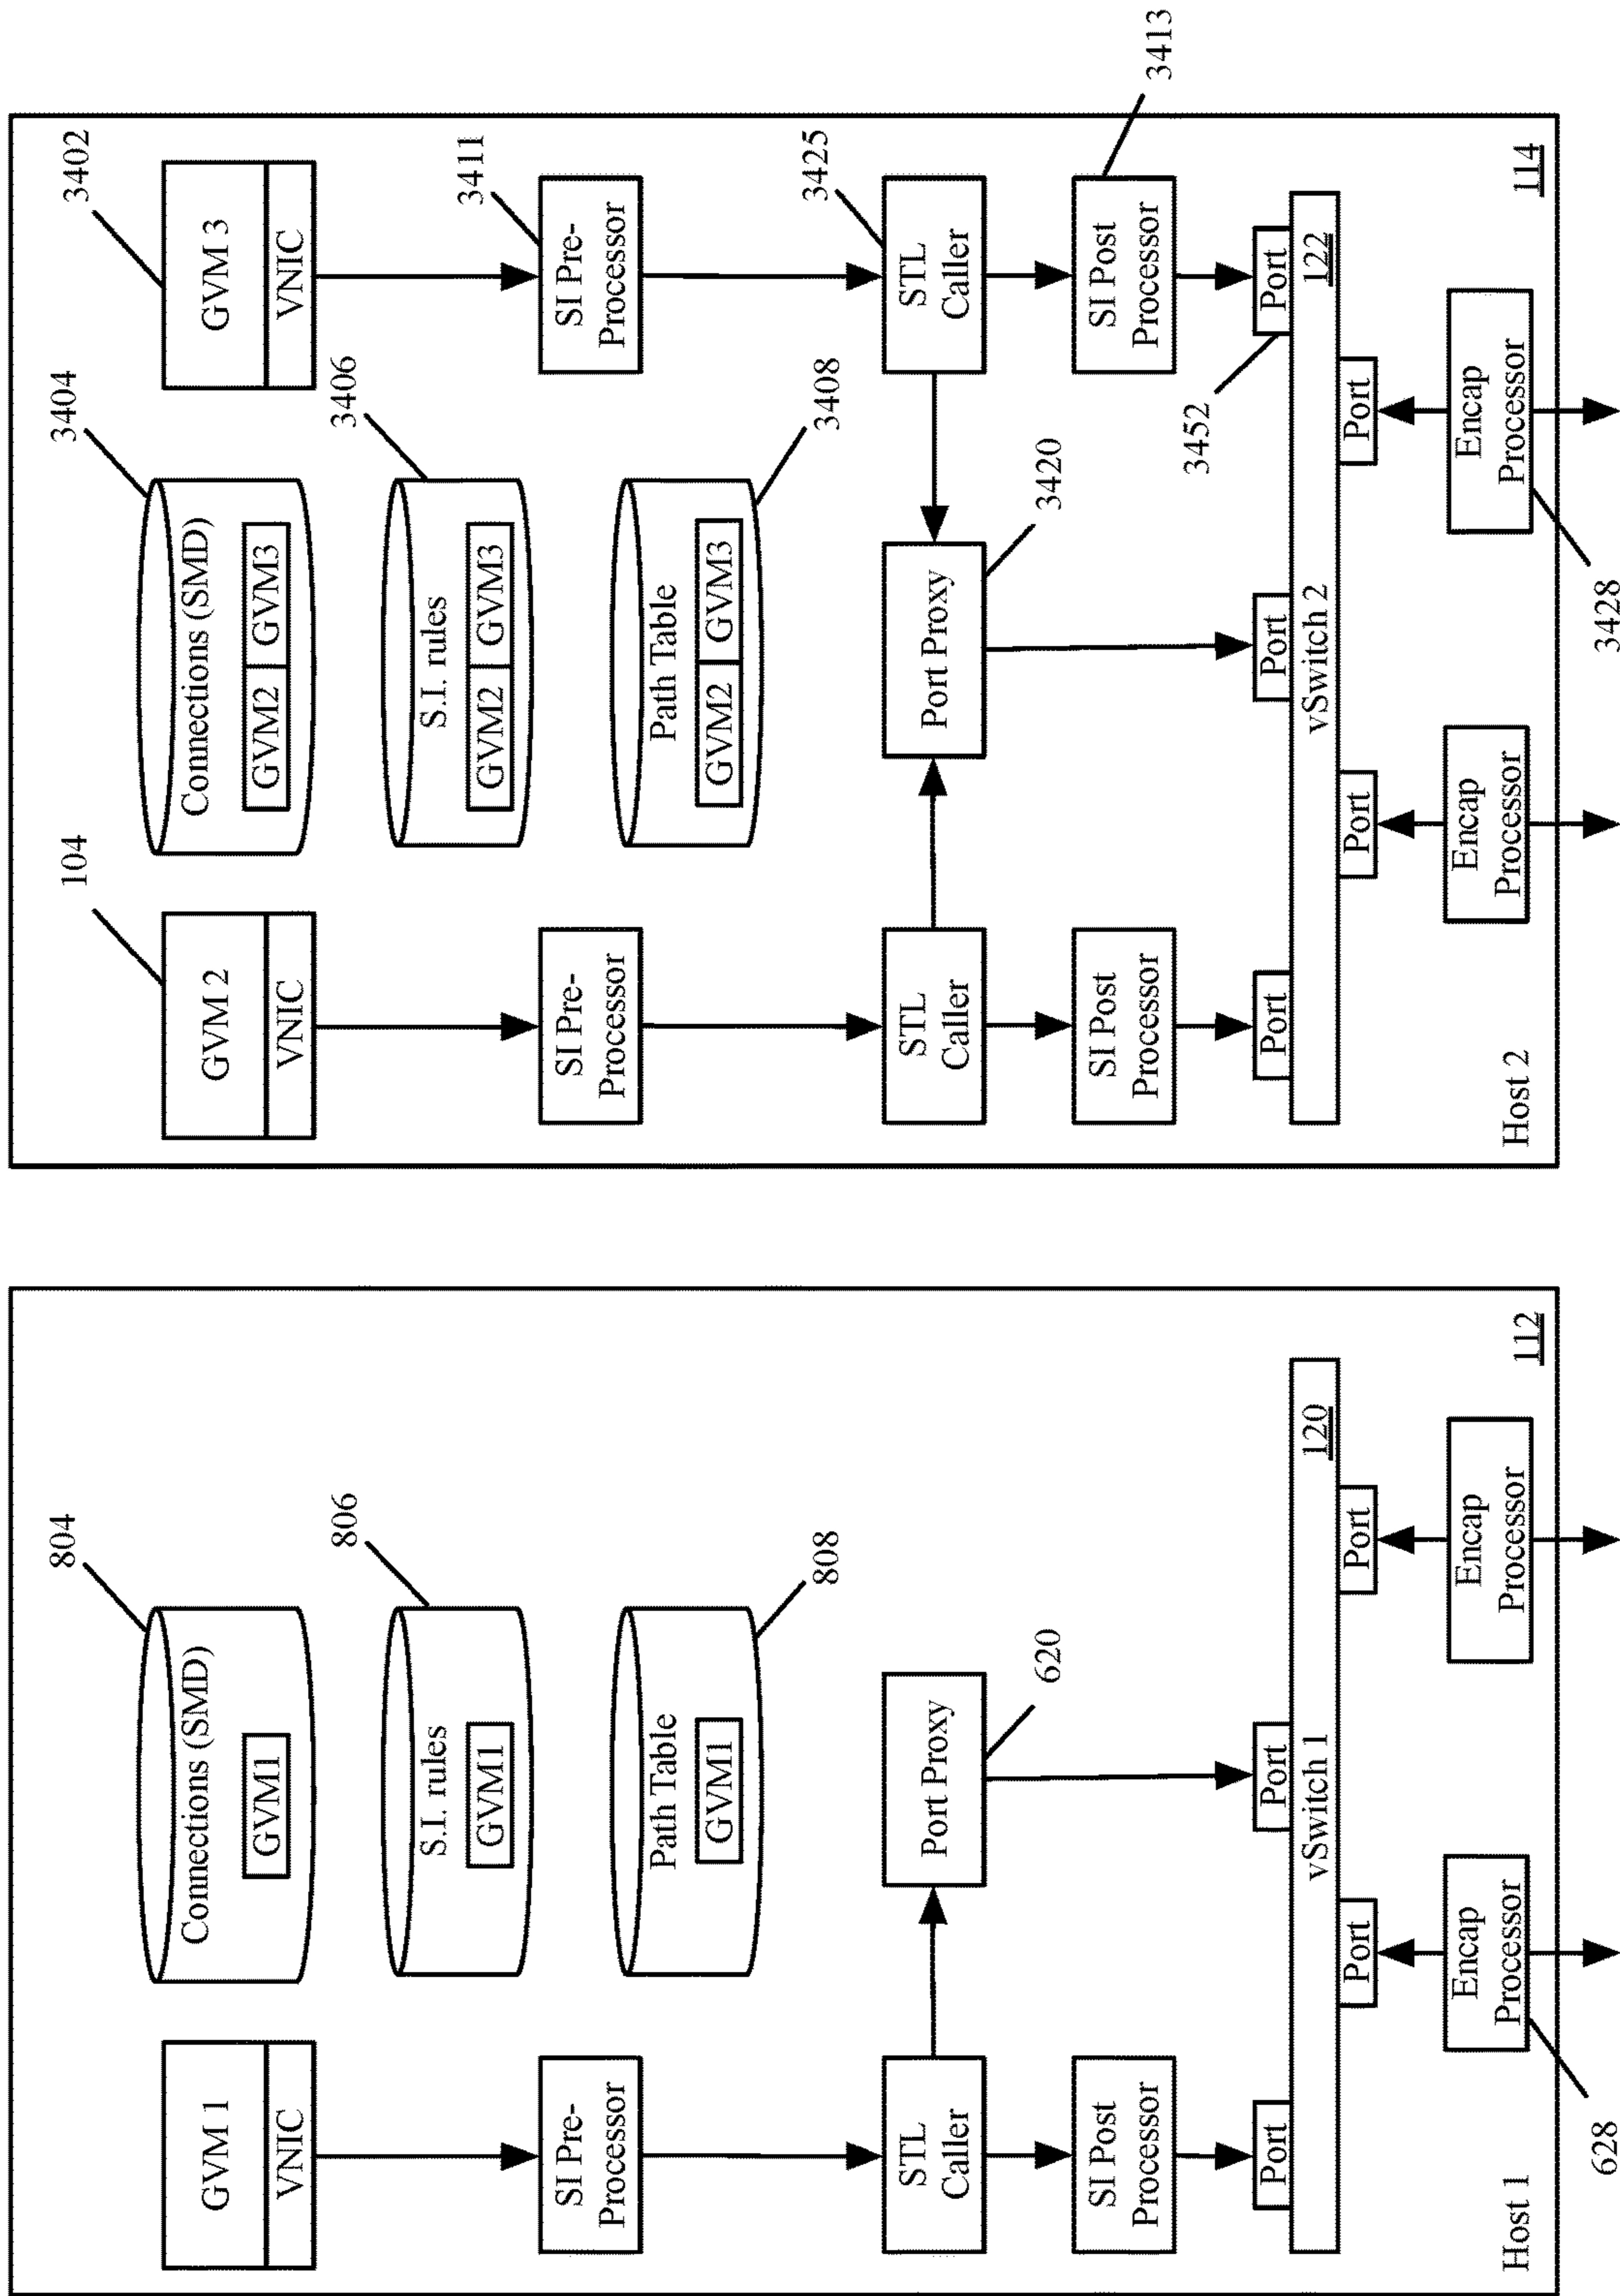 GVM 1
VNIC
SI Pre-
Processor
STL
Caller
SI Post
Processor
Port
Connections (SMD)
GVM1
804
S.I. rules
GVM1
806
Path Table
GVM1
808
Port Proxy
620
Port
vSwitch 1
120
Port
Port
Encap
Processor
628
Encap
Processor
Host 1
112
GVM 2
VNIC
104
SI Pre-
Processor
STL
Caller
SI Post
Processor
Port
Connections (SMD)
GVM2 GVM3
3404
S.I. rules
GVM2 GVM3
3406
Path Table
GVM2 GVM3
3408
Port Proxy
3420
Port
GVM 3
VNIC
3402
SI Pre-
Processor
3411
STL
Caller
3425
SI Post
Processor
3413
Port
3452
vSwitch 2
122
Port
Port
Encap
Processor
Encap
Processor
3428
Host 2
114